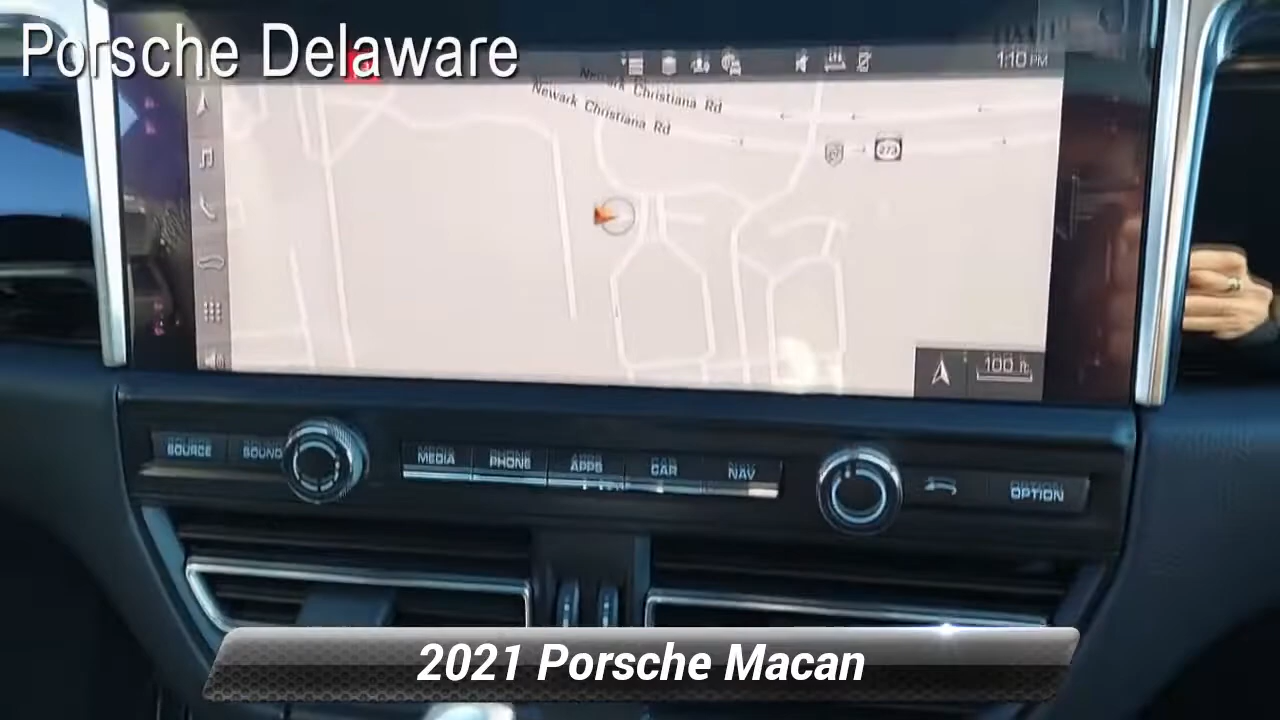 Porsche Delaware
1:10 PM
Newark Christiana Rd
Newark Christiana Rd
273
100 ft
SOURCE
SOUND
MEDIA
PHONE
APPS
CAR
NAV
OPTION
2021 Porsche Macan